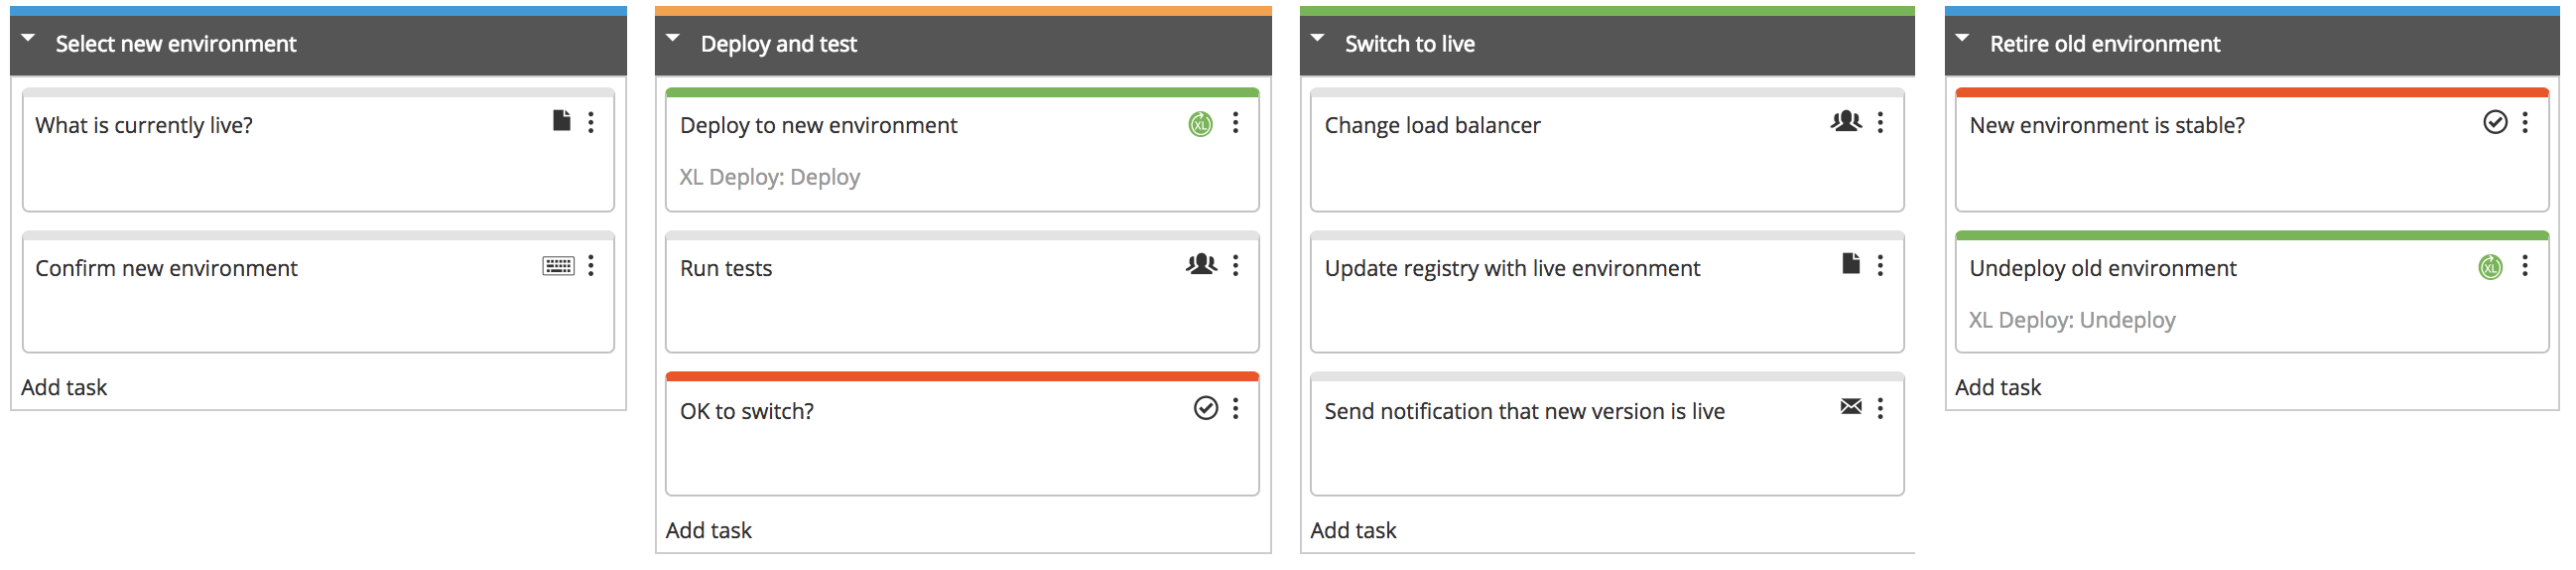 Select new environment
What is currently live?
Confirm new environment
Add task
Deploy and test
Deploy to new environment
XL
XL Deploy: Deploy
Run tests
OK to switch?
Add task
Switch to live
Change load balancer
Update registry with live environment
Send notification that new version is live
Add task
Retire old environment
New environment is stable?
Undeploy old environment
XL
XL Deploy: Undeploy
Add task